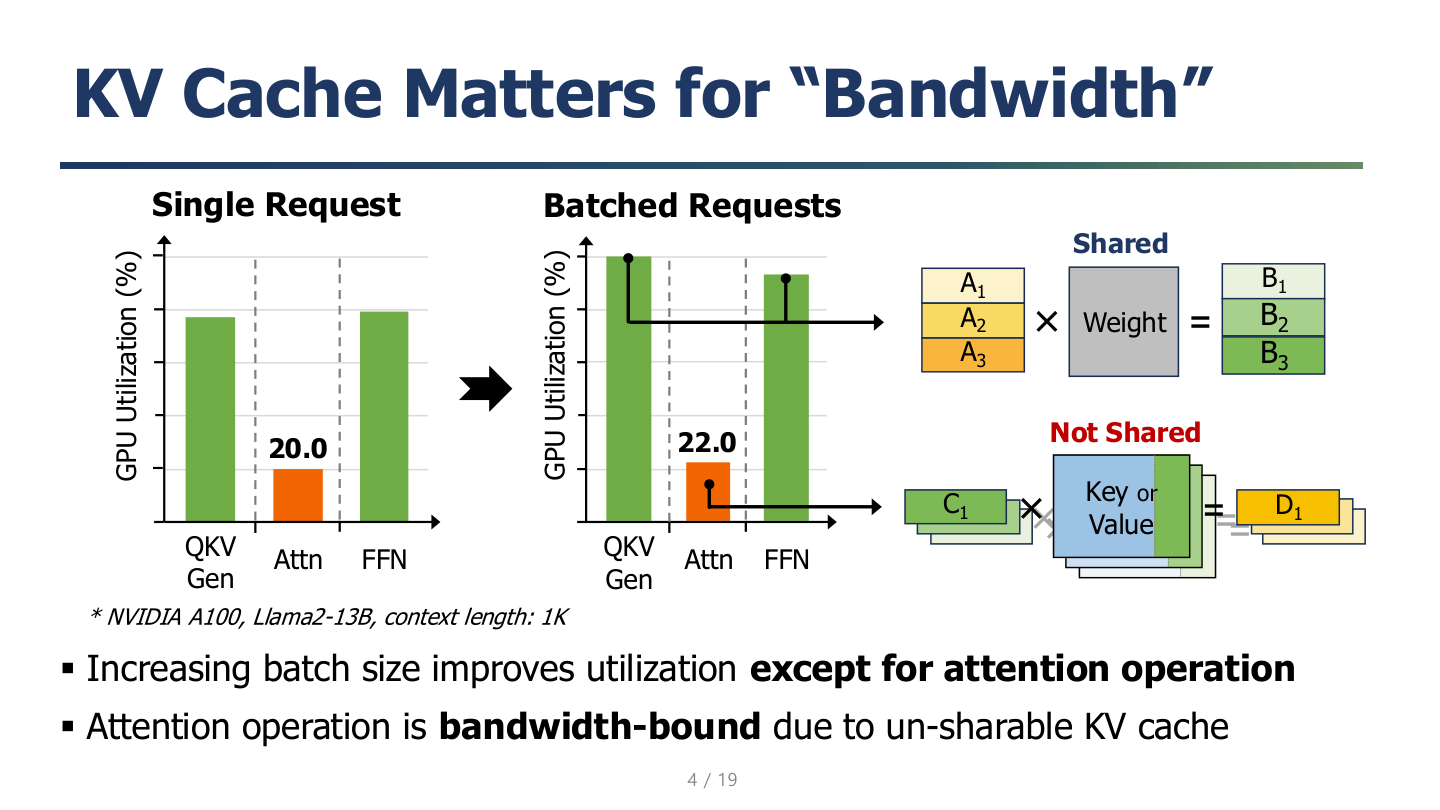 KV Cache Matters for “Bandwidth”
Single Request
GPU Utilization (%)
20.0
QKV
Gen
Attn
FFN
Batched Requests
GPU Utilization (%)
22.0
QKV
Gen
Attn
FFN
Shared
A1
A2
A3
×
Weight
=
B1
B2
B3
Not Shared
C1
×
Key or
Value
=
D1
* NVIDIA A100, Llama2-13B, context length: 1K
▪ Increasing batch size improves utilization except for attention operation
▪ Attention operation is bandwidth-bound due to un-sharable KV cache
4 / 19